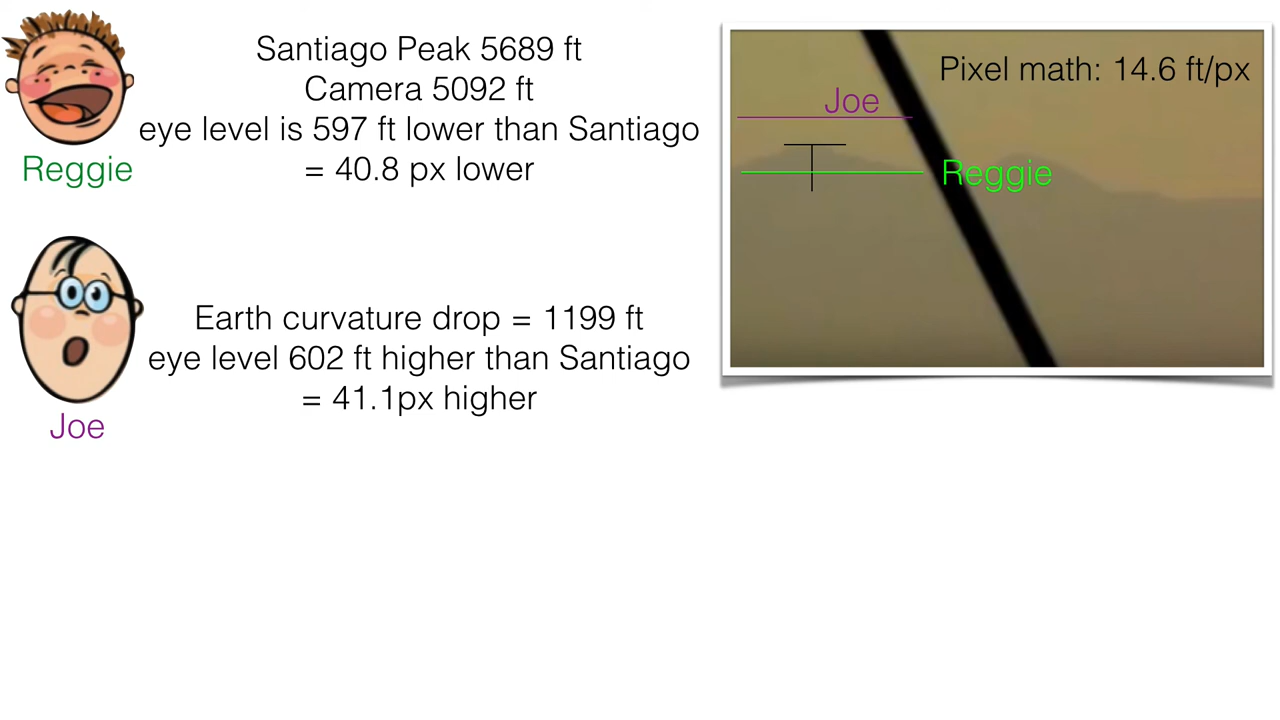 Santiago Peak 5689 ft
Camera 5092 ft
eye level is 597 ft lower than Santiago
= 40.8 px lower
Reggie
Earth curvature drop = 1199 ft
eye level 602 ft higher than Santiago
= 41.1px higher
Joe
Pixel math: 14.6 ft/px
Joe
Reggie